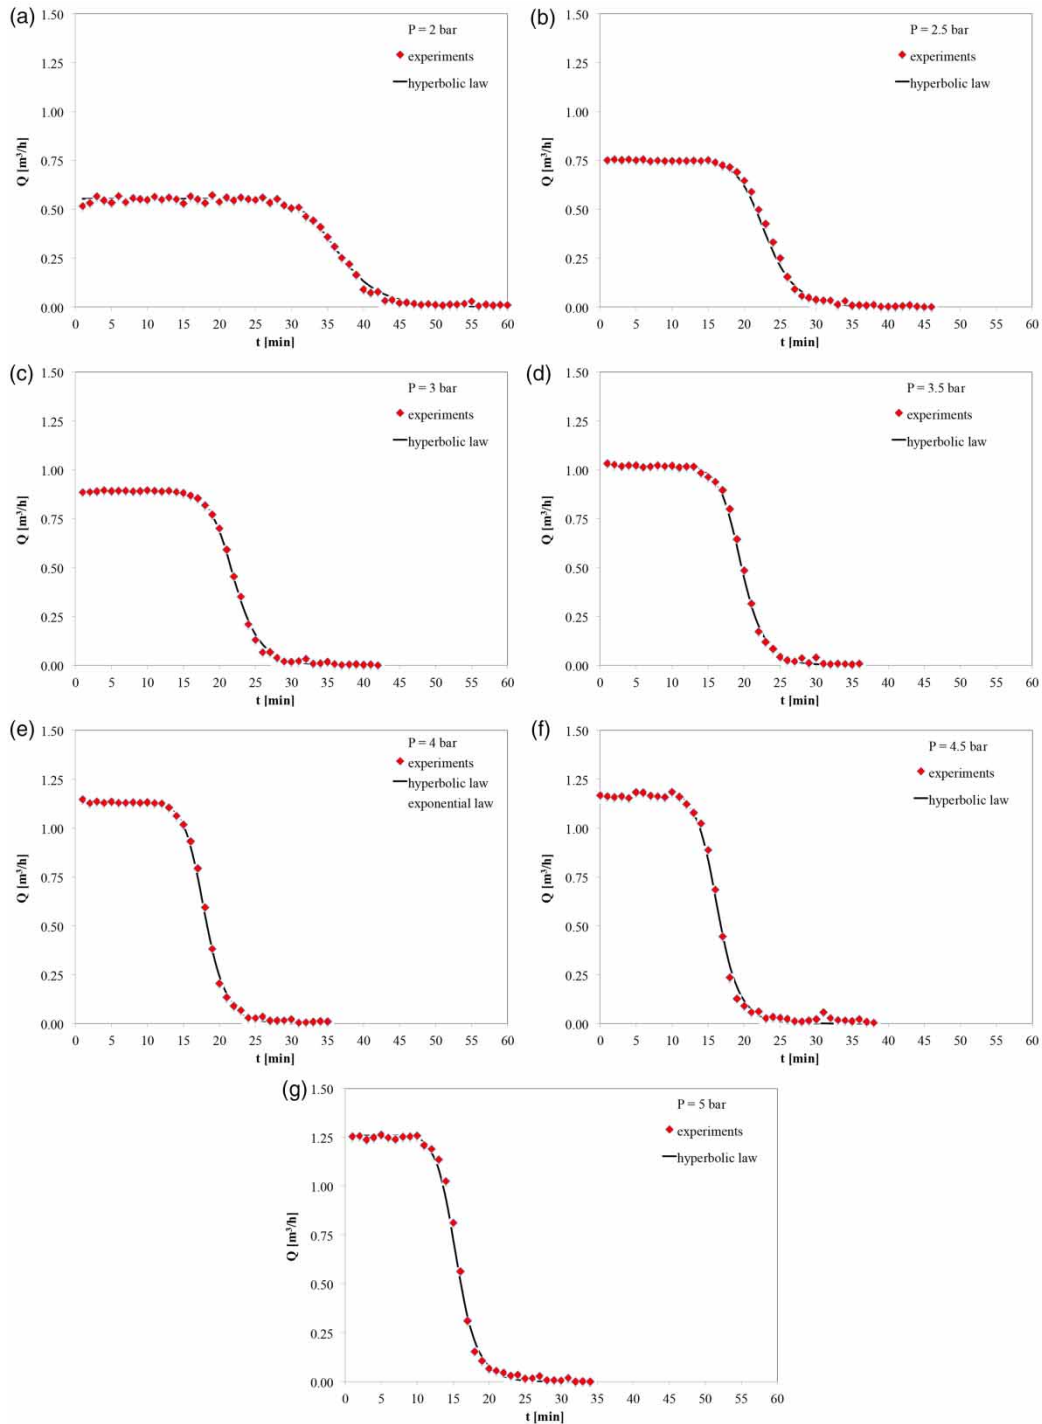 (a)
P = 2 bar
experiments
hyperbolic law
Q [m³/h]
1.50
1.25
1.00
0.75
0.50
0.25
0.00
0 5 10 15 20 25 30 35 40 45 50 55 60
t [min]
(b)
P = 2.5 bar
experiments
hyperbolic law
Q [m³/h]
1.50
1.25
1.00
0.75
0.50
0.25
0.00
0 5 10 15 20 25 30 35 40 45 50 55 60
t [min]
(c)
P = 3 bar
experiments
hyperbolic law
Q [m³/h]
1.50
1.25
1.00
0.75
0.50
0.25
0.00
0 5 10 15 20 25 30 35 40 45 50 55 60
t [min]
(d)
P = 3.5 bar
experiments
hyperbolic law
Q [m³/h]
1.50
1.25
1.00
0.75
0.50
0.25
0.00
0 5 10 15 20 25 30 35 40 45 50 55 60
t [min]
(e)
P = 4 bar
experiments
hyperbolic law
exponential law
Q [m³/h]
1.50
1.25
1.00
0.75
0.50
0.25
0.00
0 5 10 15 20 25 30 35 40 45 50 55 60
t [min]
(f)
P = 4.5 bar
experiments
hyperbolic law
Q [m³/h]
1.50
1.25
1.00
0.75
0.50
0.25
0.00
0 5 10 15 20 25 30 35 40 45 50 55 60
t [min]
(g)
P = 5 bar
experiments
hyperbolic law
Q [m³/h]
1.50
1.25
1.00
0.75
0.50
0.25
0.00
0 5 10 15 20 25 30 35 40 45 50 55 60
t [min]